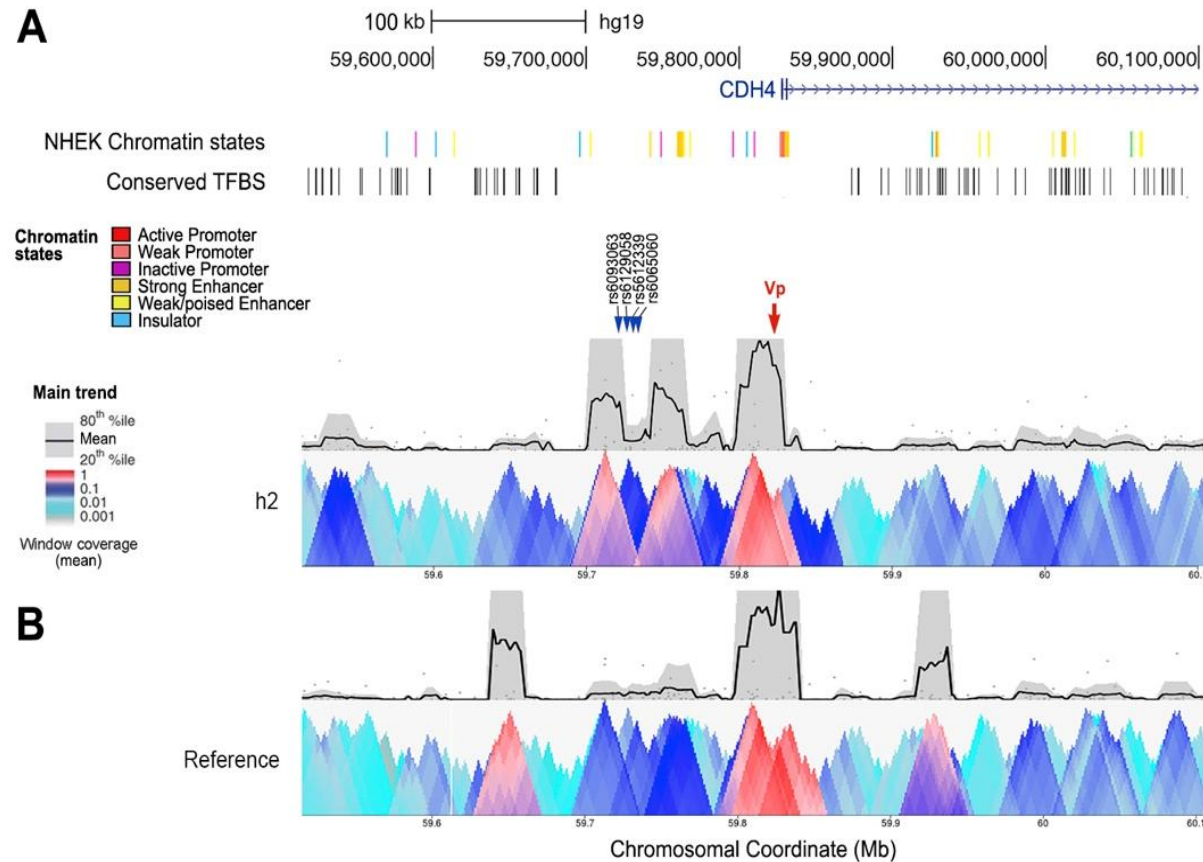 A
100 kb hg19
59,600,000 59,700,000 59,800,000 59,900,000 60,000,000 60,100,000
CDH4
NHEK Chromatin states
Conserved TFBS
Chromatin states
Active Promoter
Weak Promoter
Inactive Promoter
Strong Enhancer
Weak/poised Enhancer
Insulator
rs6093063
rs6129058
rs5612339
rs6065060
Vp
Main trend
80th %ile
Mean
20th %ile
1
0.1
0.01
0.001
Window coverage
(mean)
h2
59.6 59.7 59.8 59.9 60 60.
B
Reference
59.6 59.7 59.8 59.9 60 60.1
Chromosomal Coordinate (Mb)